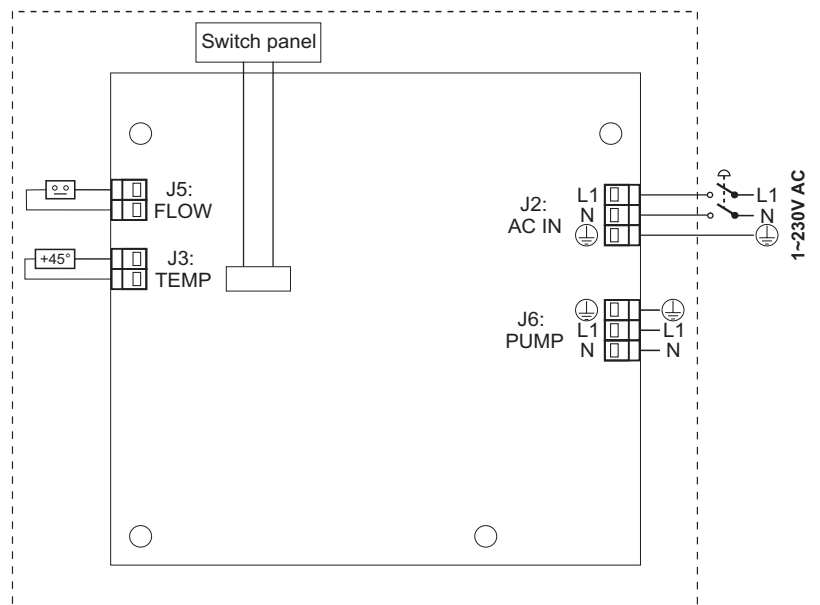 Switch panel
J5:
FLOW
+45°
J3:
TEMP
J2:
AC IN
L1
N
L1
N
1~230V AC
J6:
PUMP
L1
N
L1
N